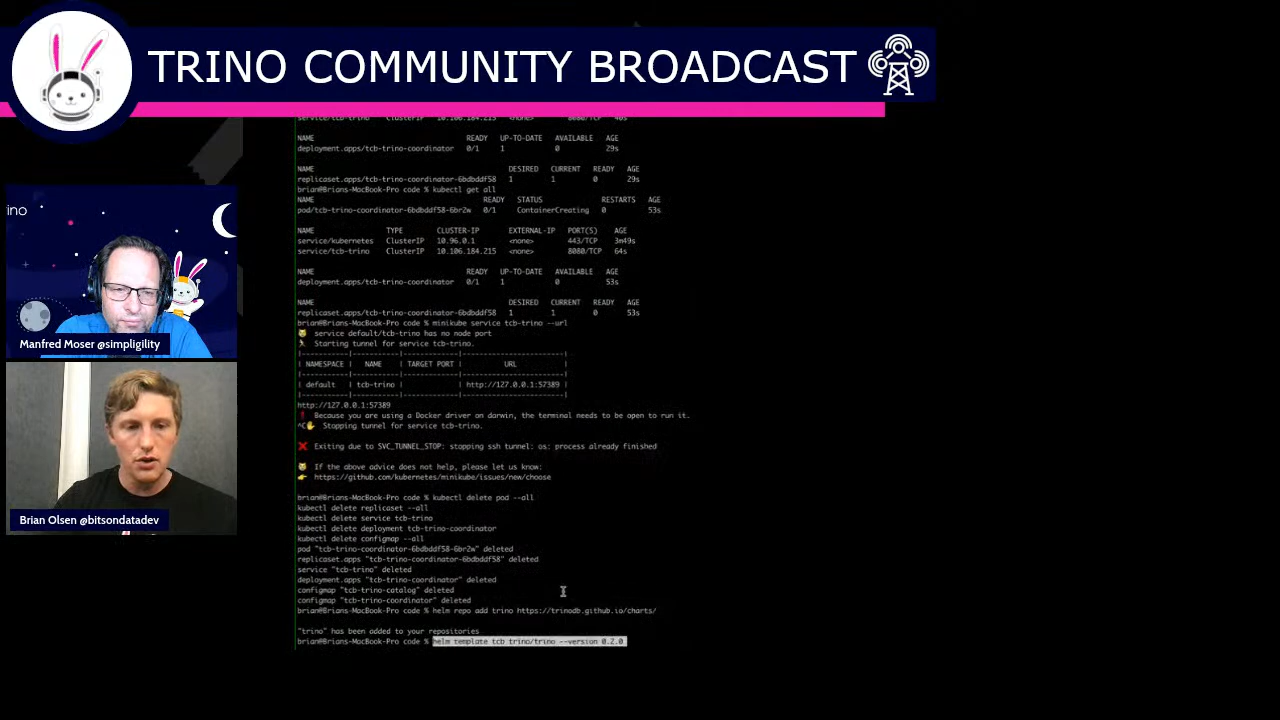 TRINO COMMUNITY BROADCAST
service/tcb-trino ClusterIP 10.106.184.215 <none> 8080/TCP 40s
NAME READY UP-TO-DATE AVAILABLE AGE
deployment.apps/tcb-trino-coordinator 0/1 1 0 29s
NAME DESIRED CURRENT READY AGE
replicaset.apps/tcb-trino-coordinator-6bdbddf58 1 1 0 29s
brian@Brians-MacBook-Pro code % kubectl get all
NAME READY STATUS RESTARTS AGE
pod/tcb-trino-coordinator-6bdbddf58-6br2w 0/1 ContainerCreating 0 53s
NAME TYPE CLUSTER-IP EXTERNAL-IP PORT(S) AGE
service/kubernetes ClusterIP 10.96.0.1 <none> 443/TCP 3m49s
service/tcb-trino ClusterIP 10.106.184.215 <none> 8080/TCP 64s
NAME READY UP-TO-DATE AVAILABLE AGE
deployment.apps/tcb-trino-coordinator 0/1 1 0 53s
NAME DESIRED CURRENT READY AGE
replicaset.apps/tcb-trino-coordinator-6bdbddf58 1 1 0 53s
brian@Brians-MacBook-Pro code % minikube service tcb-trino --url
service default/tcb-trino has no node port
Starting tunnel for service tcb-trino.
|-----------|-----------|-------------|------------------------|
| NAMESPACE | NAME | TARGET PORT | URL |
|-----------|-----------|-------------|------------------------|
| default | tcb-trino | | http://127.0.0.1:57389 |
|-----------|-----------|-------------|------------------------|
http://127.0.0.1:57389
❗ Because you are using a Docker driver on darwin, the terminal needs to be open to run it.
^C✋ Stopping tunnel for service tcb-trino.
❌ Exiting due to SVC_TUNNEL_STOP: stopping ssh tunnel: os: process already finished
If the above advice does not help, please let us know:
👉 https://github.com/kubernetes/minikube/issues/new/choose
brian@Brians-MacBook-Pro code % kubectl delete pod --all
kubectl delete replicaset --all
kubectl delete service tcb-trino
kubectl delete deployment tcb-trino-coordinator
kubectl delete configmap --all
pod "tcb-trino-coordinator-6bdbddf58-6br2w" deleted
replicaset.apps "tcb-trino-coordinator-6bdbddf58" deleted
service "tcb-trino" deleted
deployment.apps "tcb-trino-coordinator" deleted
configmap "tcb-trino-catalog" deleted
configmap "tcb-trino-coordinator" deleted
brian@Brians-MacBook-Pro code % helm repo add trino https://trinodb.github.io/charts/
"trino" has been added to your repositories
brian@Brians-MacBook-Pro code % helm template tcb trino/trino --version 0.2.0
ino
Manfred Moser @simpligility
Brian Olsen @bitsondatadev